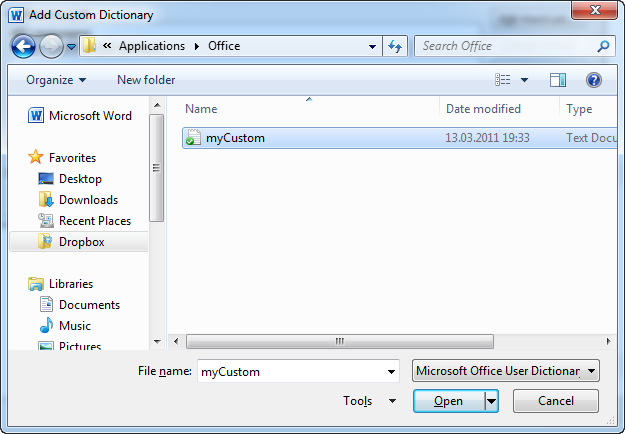 Add Custom Dictionary
« Applications Office
Search Office
Organize New folder
Name Date modified Type
Microsoft Word
myCustom 13.03.2011 19:33 Text Docu
Favorites
Desktop
Downloads
Recent Places
Dropbox
Libraries
Documents
Music
Pictures
File name: myCustom Microsoft Office User Dictionar
Tools Open Cancel